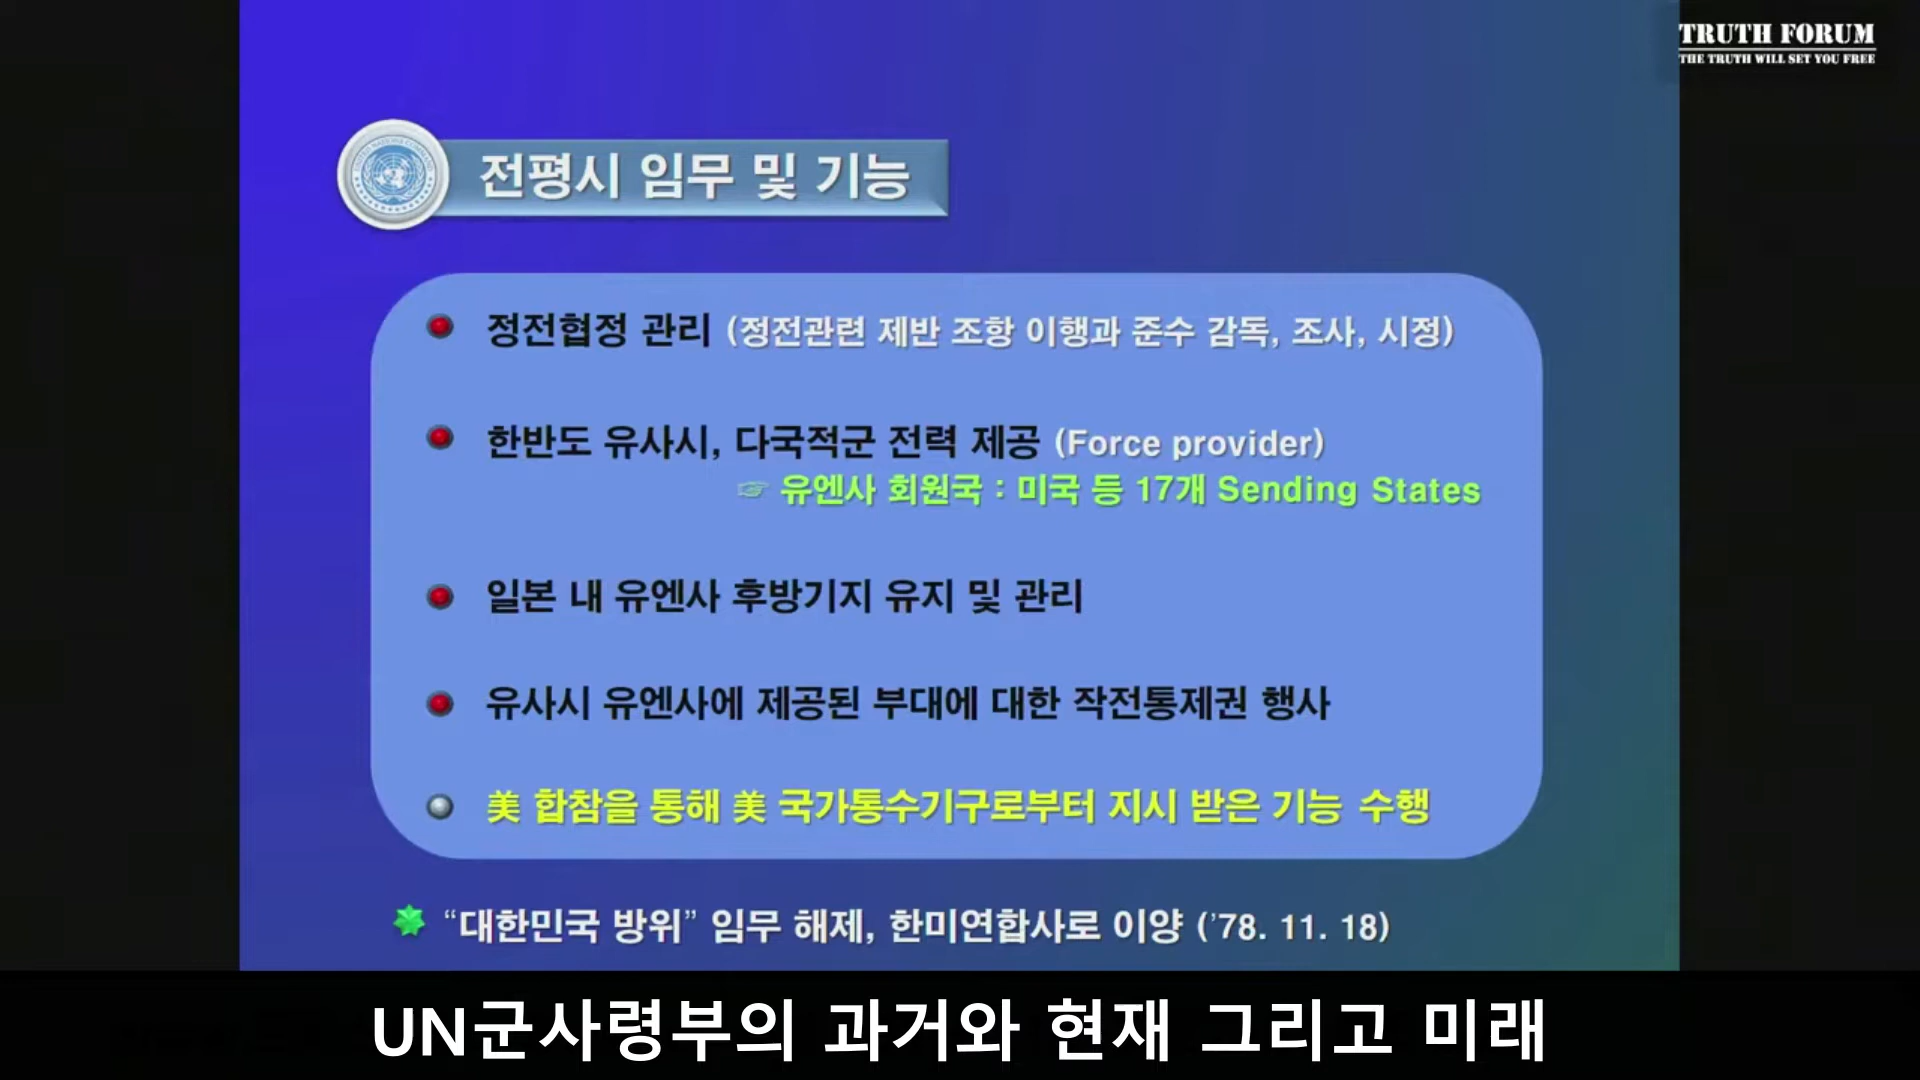 TRUTH FORUM
THE TRUTH WILL SET YOU FREE
전평시 임무 및 기능
정전협정 관리 (정전관련 제반 조항 이행과 준수 감독, 조사, 시정)
한반도 유사시, 다국적군 전력 제공 (Force provider)
☞ 유엔사 회원국 : 미국 등 17개 Sending States
일본 내 유엔사 후방기지 유지 및 관리
유사시 유엔사에 제공된 부대에 대한 작전통제권 행사
美 합참을 통해 美 국가통수기구로부터 지시 받은 기능 수행
“대한민국 방위” 임무 해제, 한미연합사로 이양 (’78. 11. 18)
UN군사령부의 과거와 현재 그리고 미래